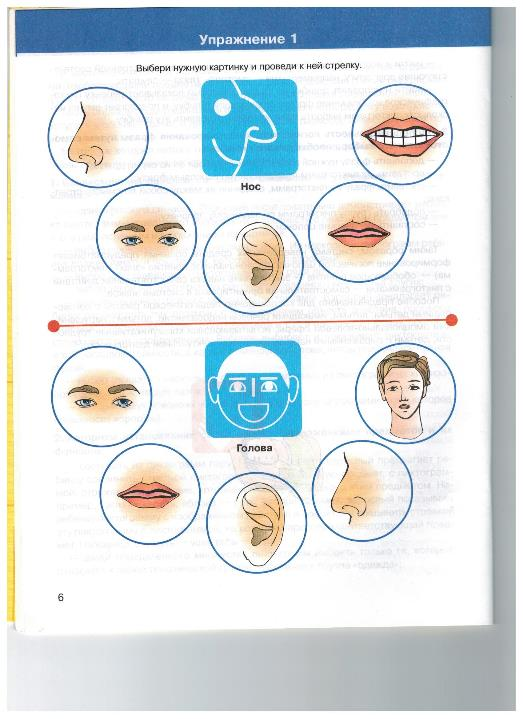 Упражнение 1
Выбери нужную картинку и проведи к ней стрелку.
Нос
Голова
6